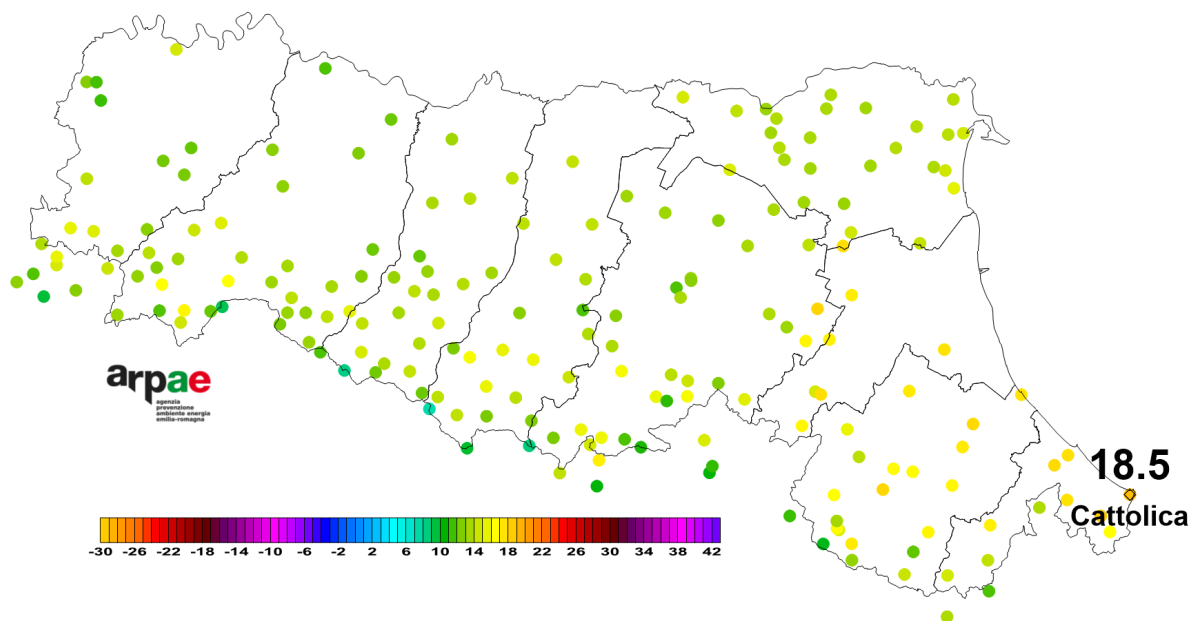 arpae
agenzia
prevenzione
ambiente energia
emilia-romagna
18.5
Cattolica
-30 -26 -22 -18 -14 -10 -6 -2 2 6 10 14 18 22 26 30 34 38 42